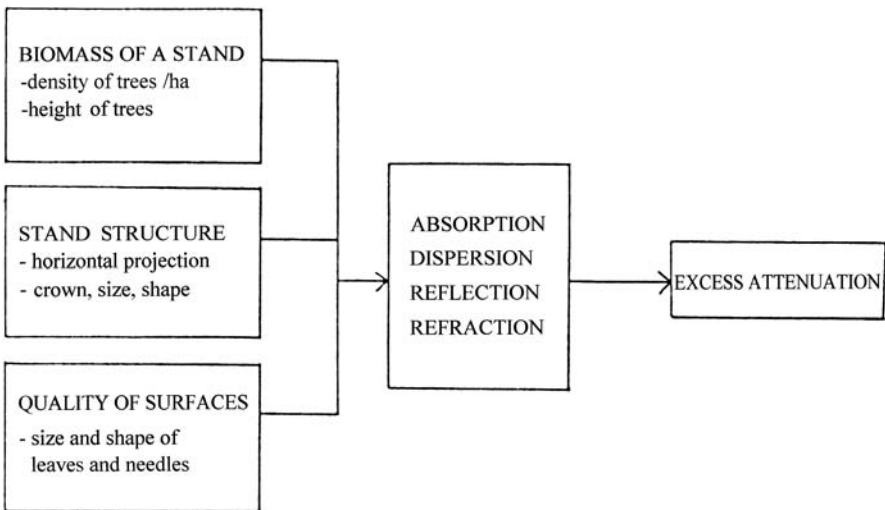 BIOMASS OF A STAND
-density of trees /ha
-height of trees
STAND STRUCTURE
- horizontal projection
- crown, size, shape
QUALITY OF SURFACES
- size and shape of
leaves and needles
ABSORPTION
DISPERSION
REFLECTION
REFRACTION
EXCESS ATTENUATION